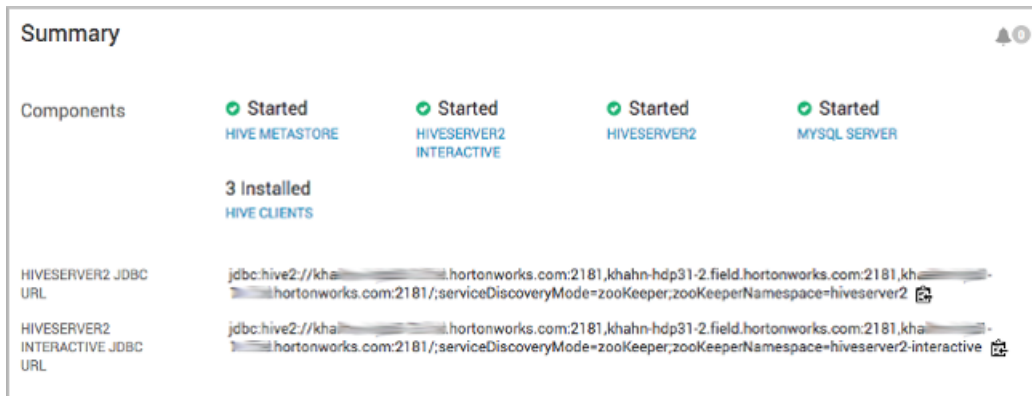 Summary
0
Components
Started
Started
Started
Started
HIVE METASTORE
HIVESERVER2
INTERACTIVE
HIVESERVER2
MYSQL SERVER
3 Installed
HIVE CLIENTS
HIVESERVER2 JDBC
URL
jdbc:hive2://kha .hortonworks.com:2181,khahn-hdp31-2.field.hortonworks.com:2181,kha -
.hortonworks.com:2181/;serviceDiscoveryMode=zooKeeper;zooKeeperNamespace=hiveserver2
HIVESERVER2
INTERACTIVE JDBC
URL
jdbc:hive2://kha .hortonworks.com:2181,khahn-hdp31-2.field.hortonworks.com:2181,kha -
.hortonworks.com:2181/;serviceDiscoveryMode=zooKeeper;zooKeeperNamespace=hiveserver2-interactive